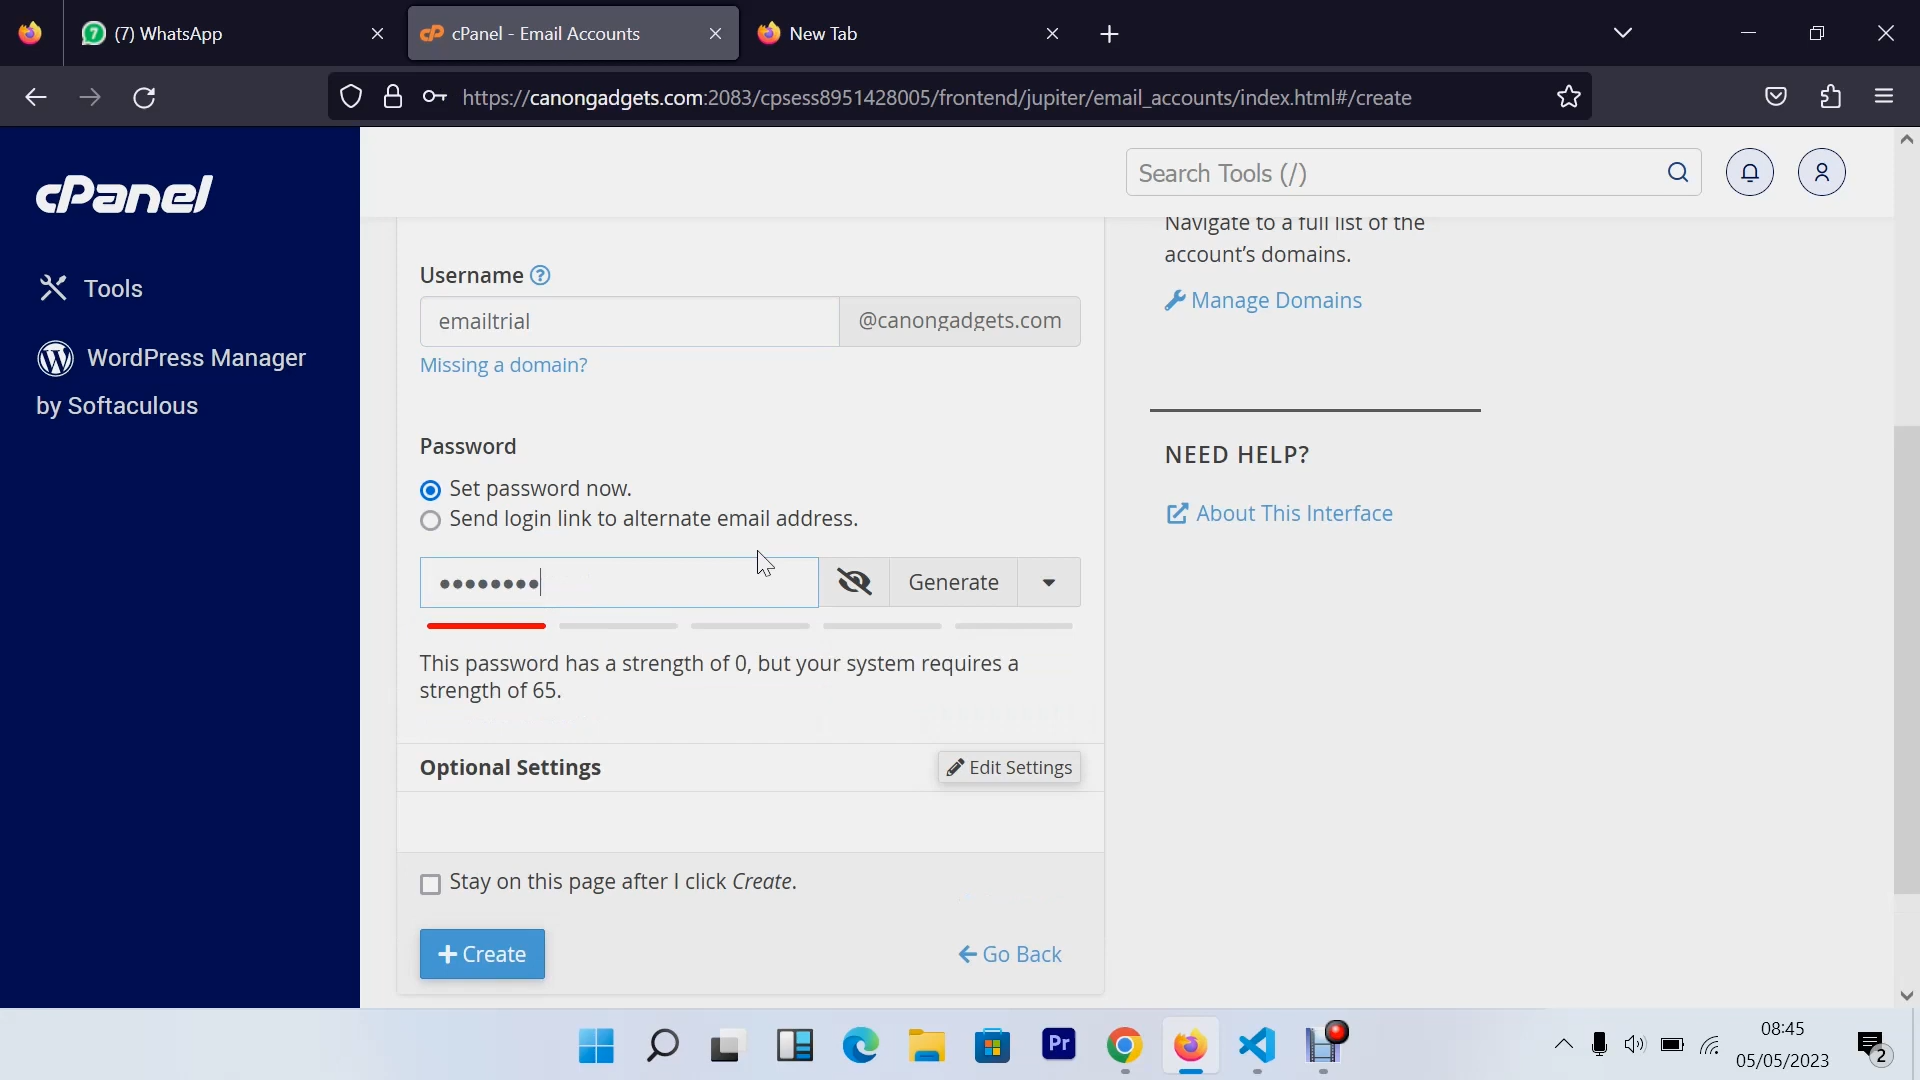 (7) WhatsApp
cPanel - Email Accounts
New Tab
https://canongadgets.com:2083/cpsess8951428005/frontend/jupiter/email_accounts/index.html#/create
cPanel
Search Tools (/)
Tools
WordPress Manager
by Softaculous
Username
emailtrial
@canongadgets.com
Missing a domain?
Password
Set password now.
Send login link to alternate email address.
Generate
This password has a strength of 0, but your system requires a
strength of 65.
Optional Settings
Edit Settings
Stay on this page after I click Create.
Create
Go Back
Navigate to a full list of the
account's domains.
Manage Domains
NEED HELP?
About This Interface
Pr
08:45
05/05/2023
2